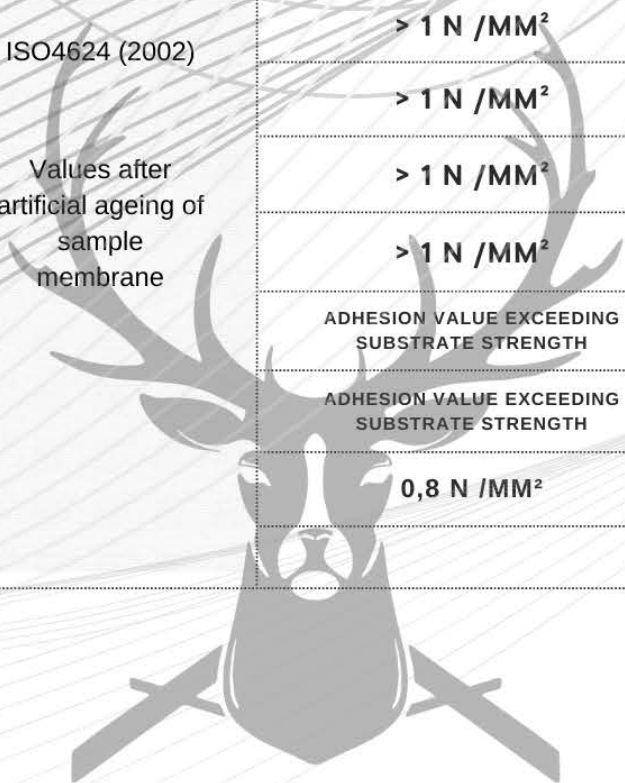 > 1 N /MM²
ISO4624 (2002)
> 1 N /MM²
Values after
artificial ageing of
sample
membrane
> 1 N /MM²
> 1 N /MM²
ADHESION VALUE EXCEEDING
SUBSTRATE STRENGTH
ADHESION VALUE EXCEEDING
SUBSTRATE STRENGTH
0,8 N /MM²